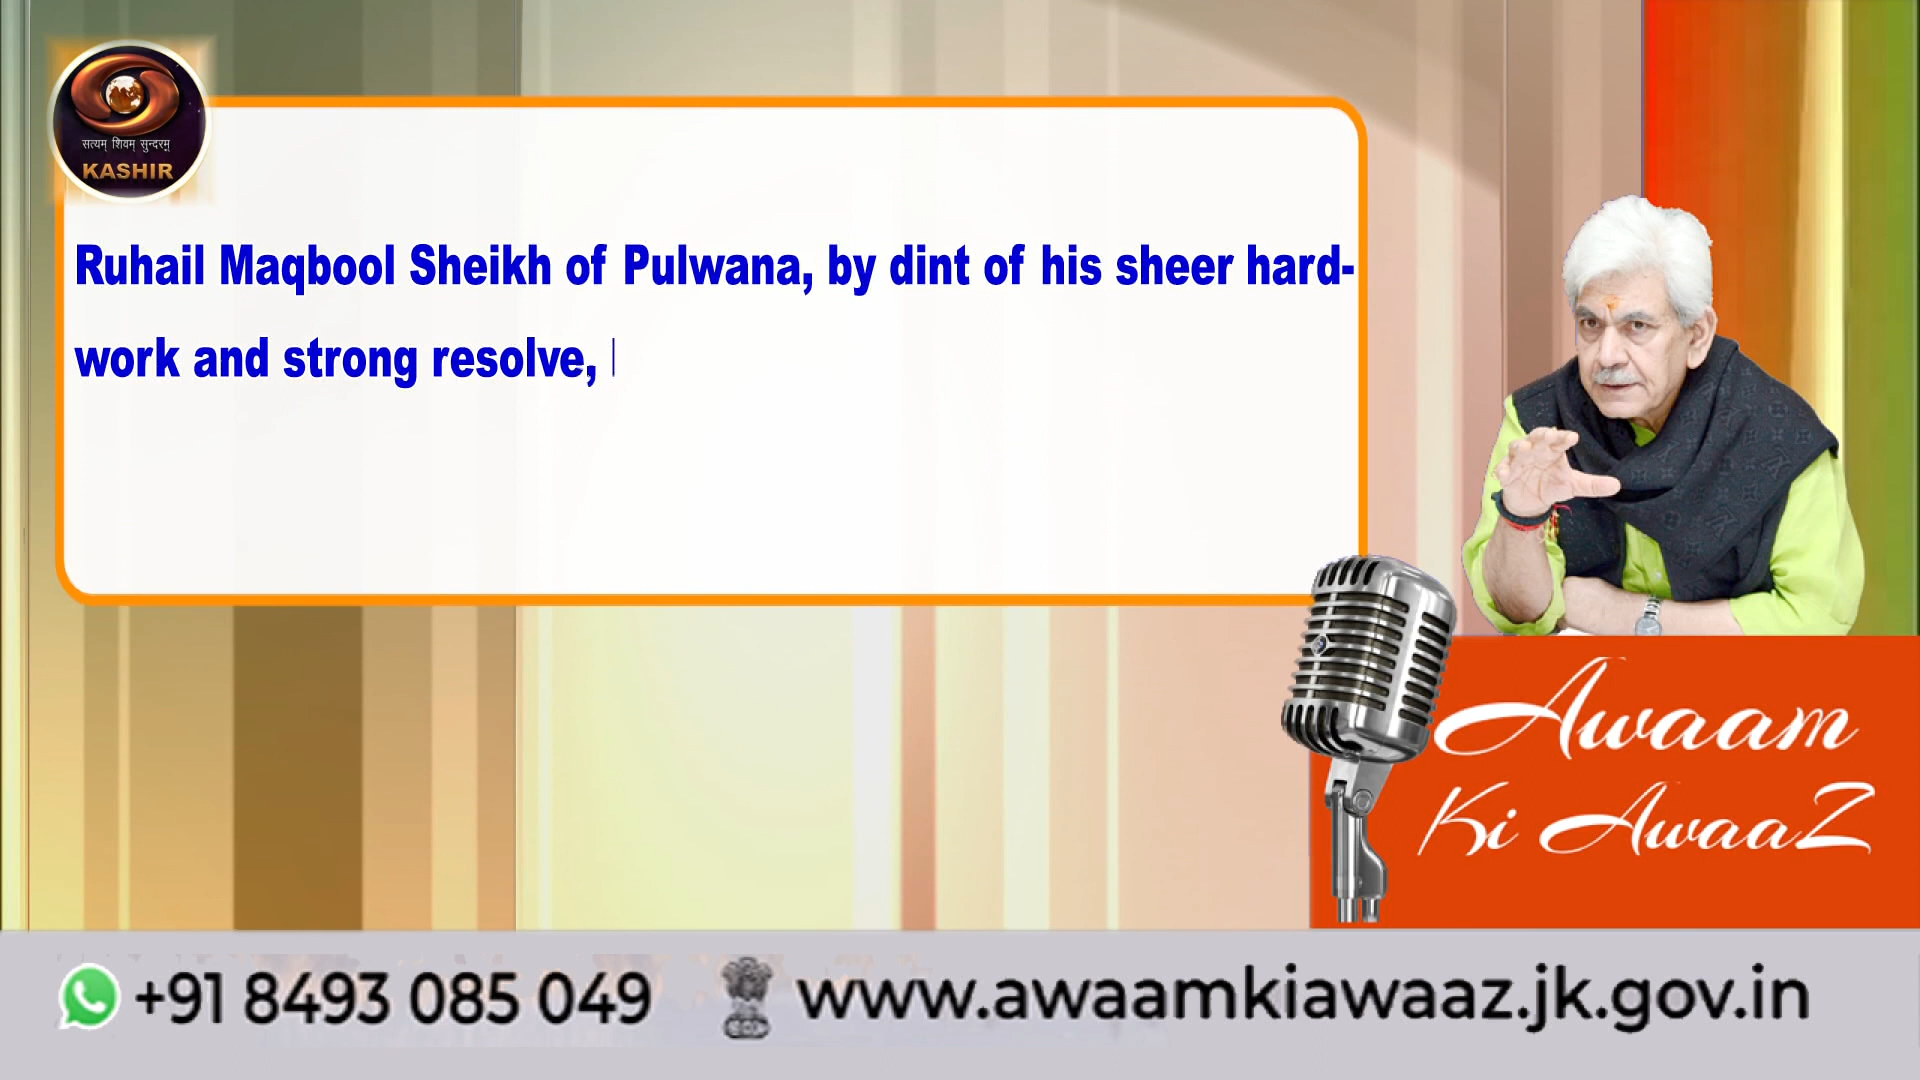 सत्यम् शिवम् सुन्दरम्
KASHIR
Ruhail Maqbool Sheikh of Pulwana, by dint of his sheer hard-
work and strong resolve,
Awaam
Ki AwaaZ
+91 8493 085 049
www.awaamkiawaaz.jk.gov.in